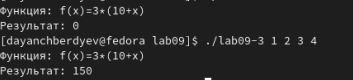 Функция: f(x)=3*(10+x)
Результат: 0
[dayanchberdyev@fedora lab09]$ ./lab09-3 1 2 3 4
Функция: f(x)=3*(10+x)
Результат: 150